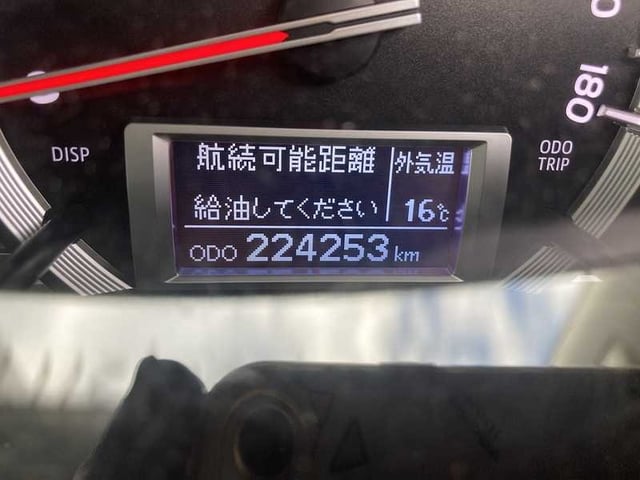 0
180
DISP
ODO
TRIP
航続可能距離
給油してください
外気温
16℃
ODO 224253 km